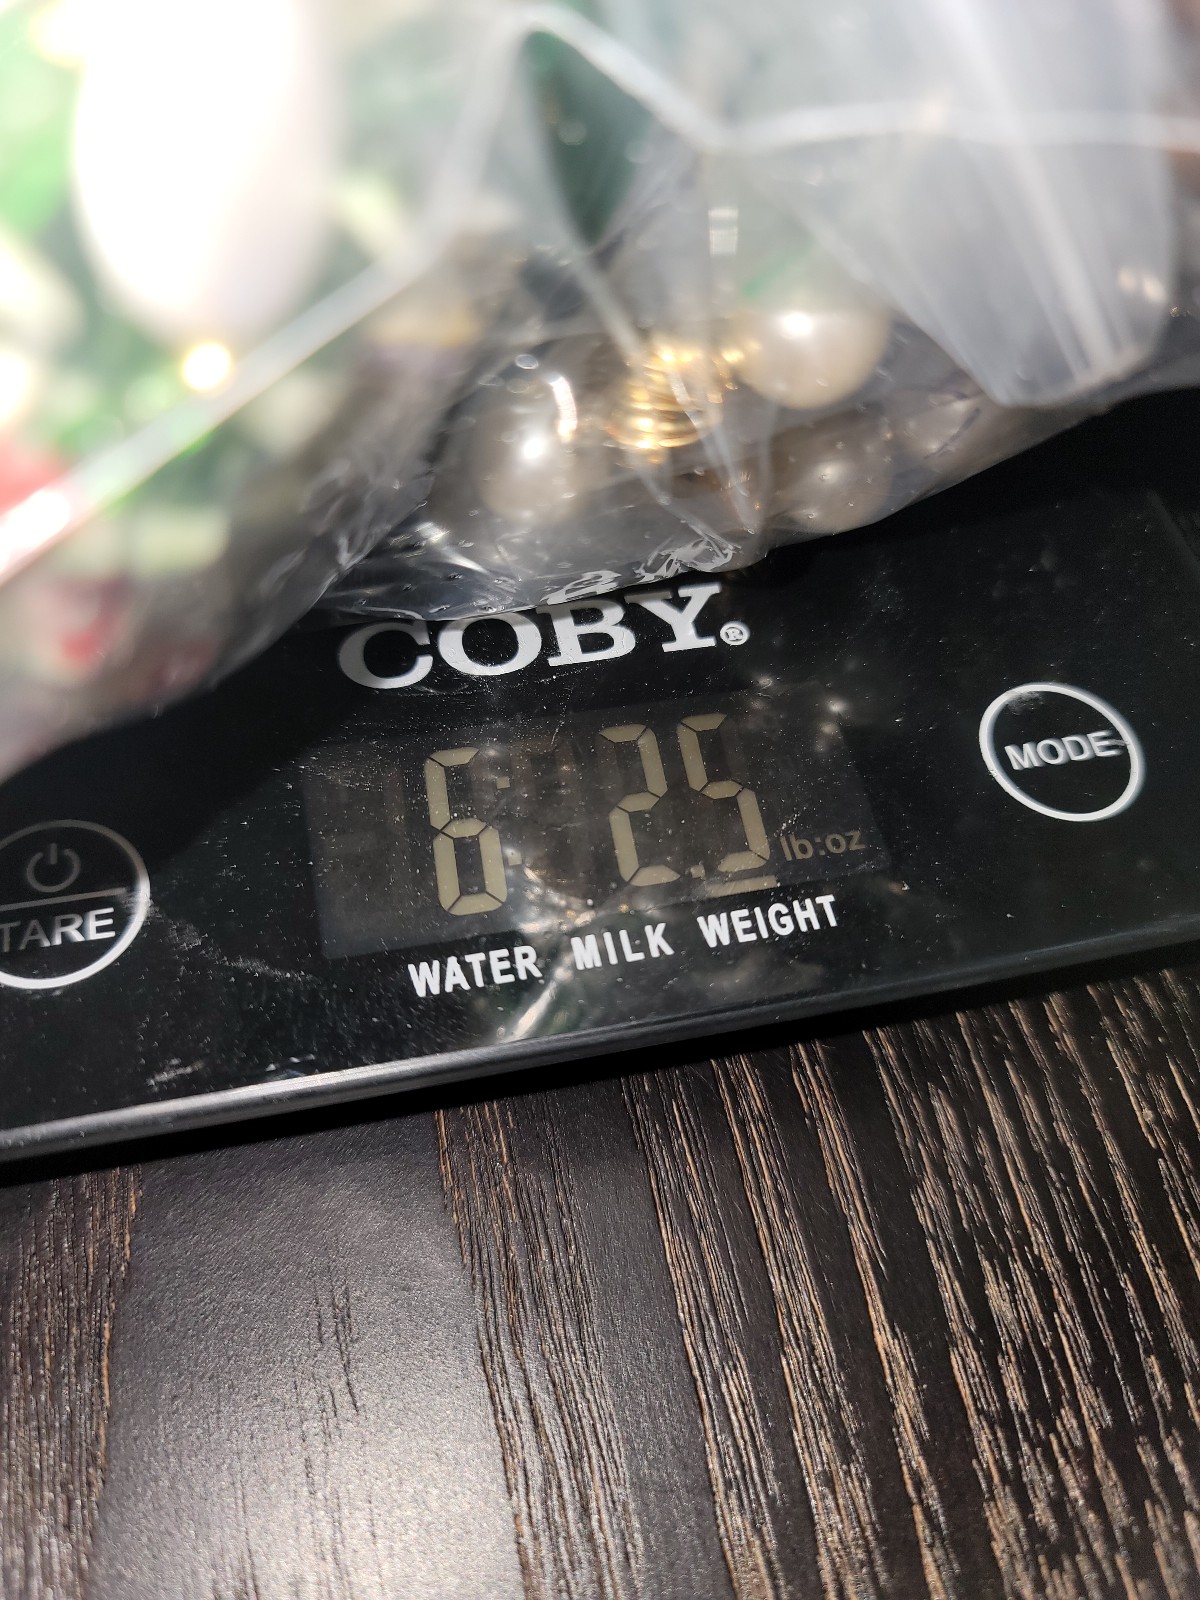 COBY®
6: 2.5 lb:oz
MODE
TARE
WATER MILK WEIGHT